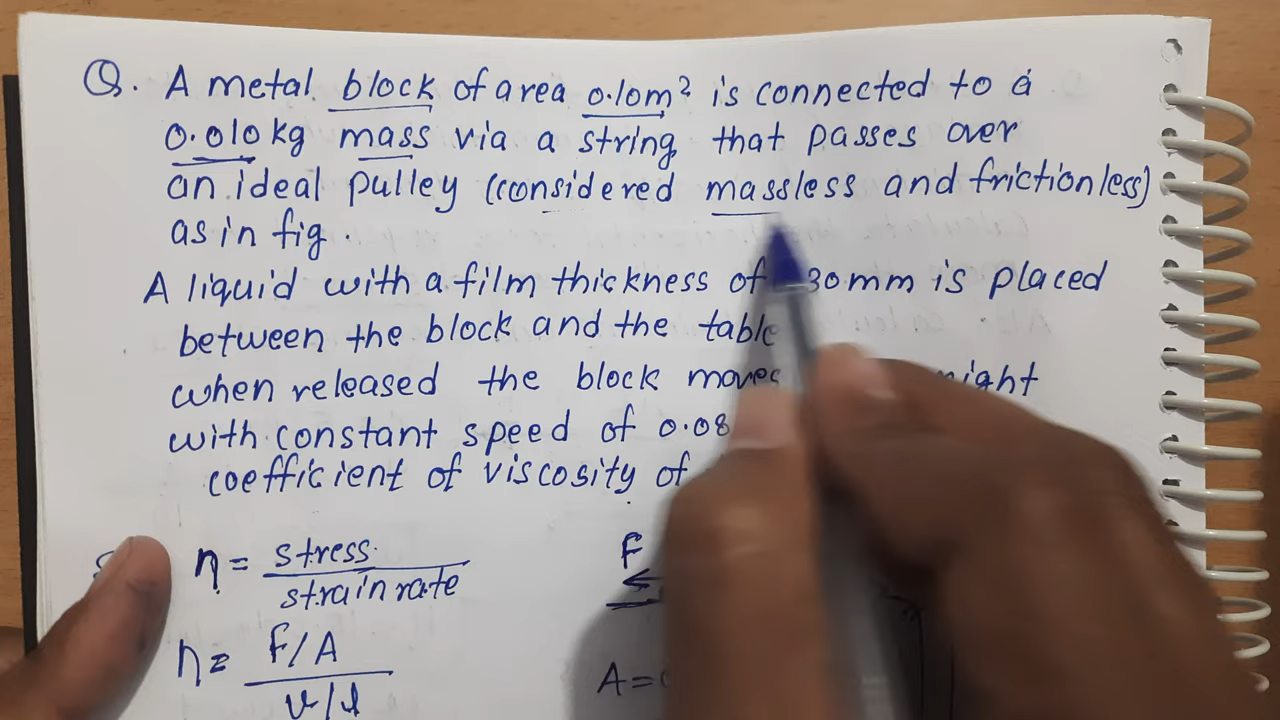 Q. A metal block of area 0.10m² is connected to a
0.010kg mass via a string that passes over
an ideal pulley (considered massless and frictionless)
as in fig.
A liquid with a film thickness of 30mm is placed
between the block and the table
when released the block moves
with constant speed of 0.08
coefficient of viscosity of
η = stress / strain rate
F
η = F/A / v/l
A =